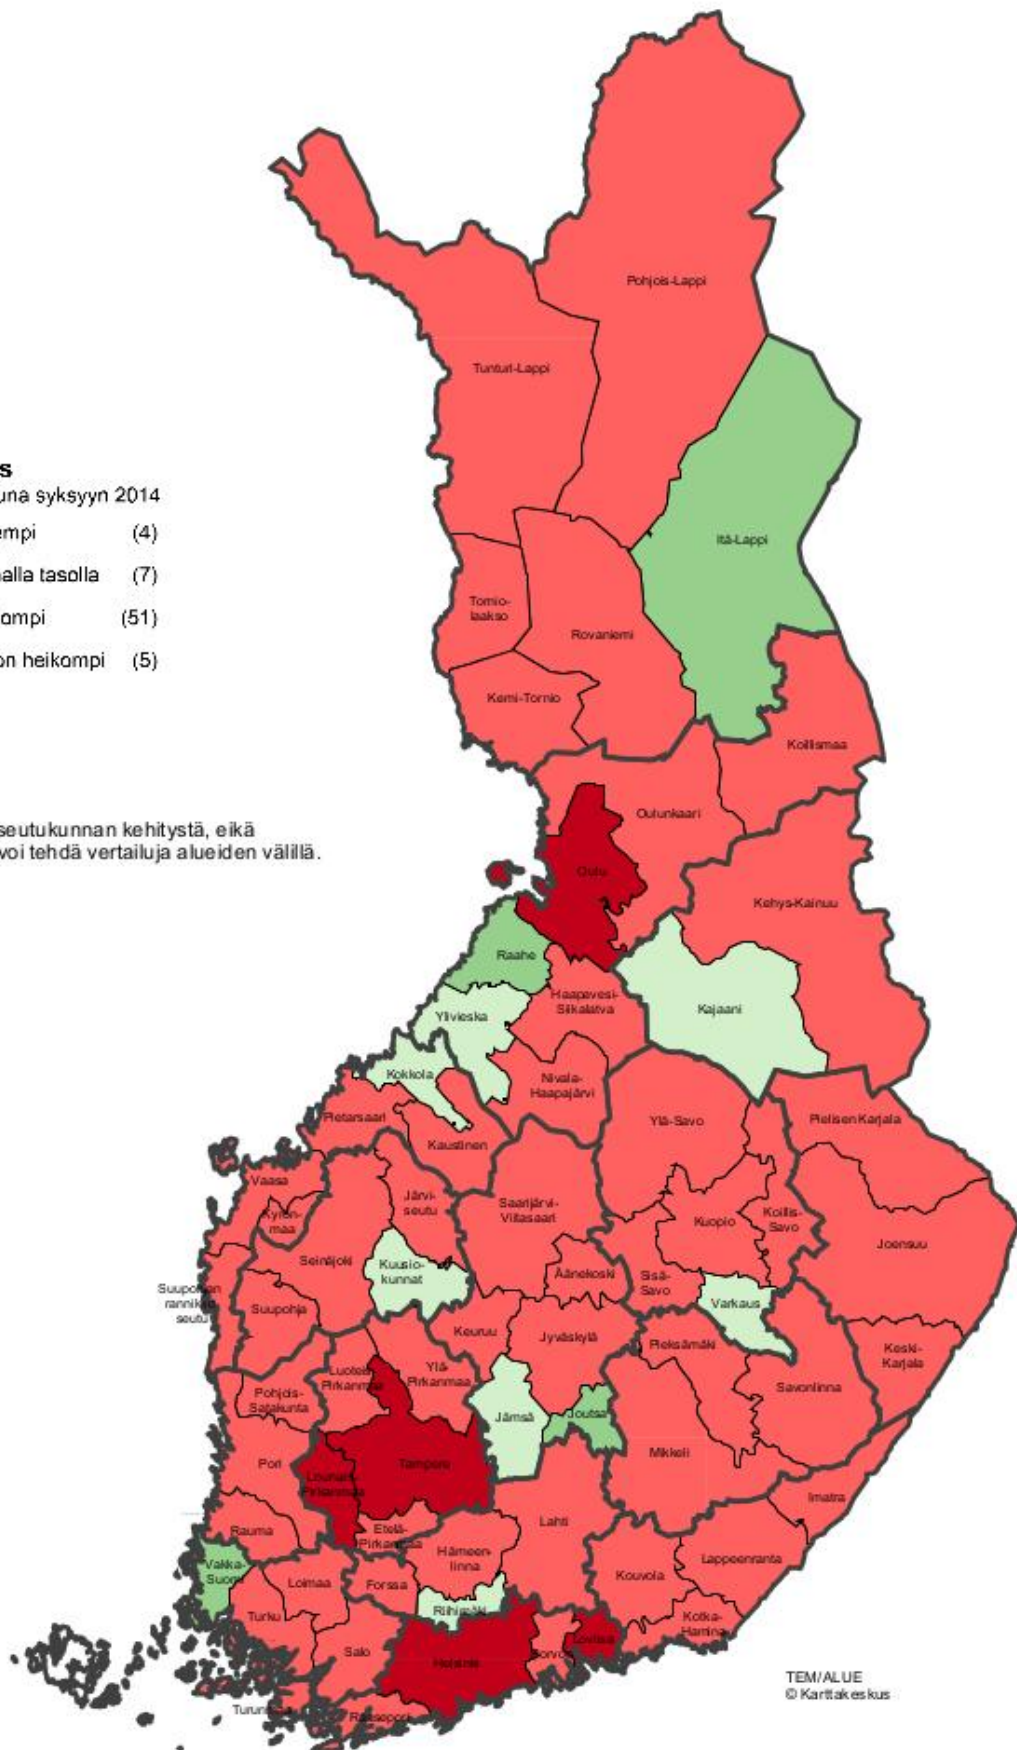 Pohjois-Lappi
Tunturi-Lappi
s
una syksyyn 2014
empi (4)
alla tasolla (7)
ompi (51)
on heikompi (5)
Itä-Lappi
Tornio-
laakso
Rovaniemi
Kemi-Tornio
Koillismaa
seutukunnan kehitystä, eikä
voi tehdä vertailuja alueiden välillä.
Oulunkaari
Oulu
Kehys-Kainuu
Raahe
Haapavesi-
Siikalatva
Kajaani
Ylivieska
Kokkola
Nivala-
Haapajärvi
Pietarsaari
Kaustinen
Ylä-Savo
Pielisen Karjala
Vaasa
Kyrön-
maa
Järvi-
seutu
Saarijärvi-
Viitasaari
Kuopio
Koillis-
Savo
Joensuu
Seinäjoki
Kuusio-
kunnat
Äänekoski
Sisä-
Savo
Varkaus
Suupohjan
rannikko
seutu
Suupohja
Keuruu
Jyväskylä
Pieksämäki
Keski-
Karjala
Luoteis-
Pirkanmaa
Ylä-
Pirkanmaa
Savonlinna
Pohjois-
Satakunta
Jämsä
Joutsa
Mikkeli
Pori
Lounais-
Pirkanmaa
Tampere
Imatra
Rauma
Etelä-
Pirkanmaa
Lahti
Hämeen-
linna
Lappeenranta
Kouvola
Vakka-
Suomi
Loimaa
Forssa
Riihimäki
Turku
Kotka-
Hamina
Salo
Helsinki
Porvoo
Loviisa
Turunmaa
Raasepori
TEM/ALUE
© Karttakeskus